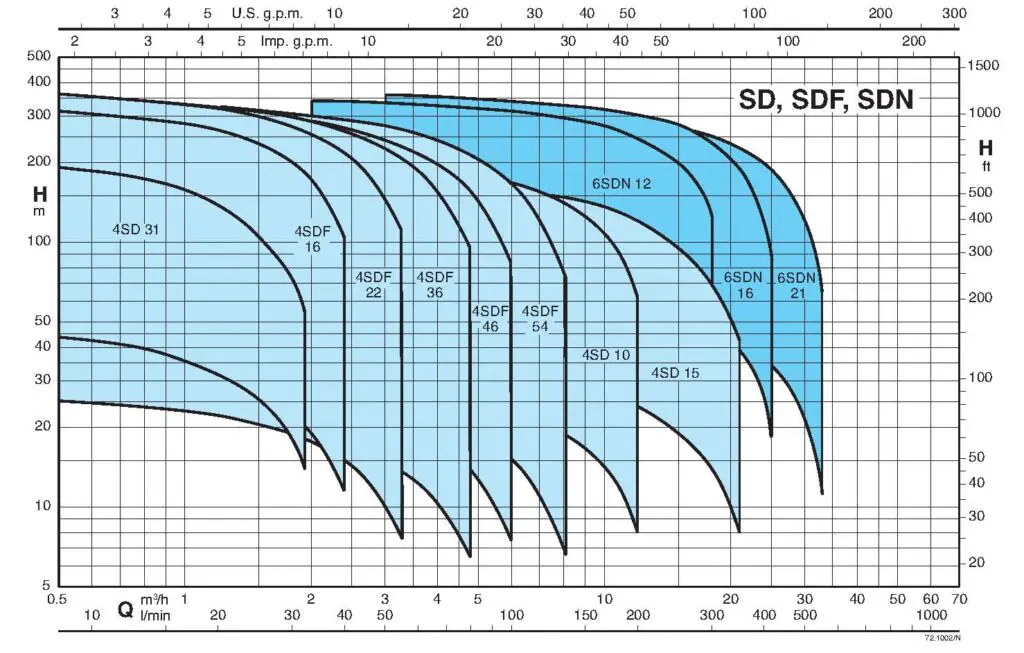 3 4 5 U.S. g.p.m. 10 20 30 40 50 100 200 300
2 3 4 5 Imp. g.p.m. 10 20 30 40 50 100 200
500
400
300
200
H
m
100
50
40
30
20
10
5
SD, SDF, SDN
4SD 31
4SDF
16
4SDF
22
4SDF
36
4SDF
46
4SDF
54
4SD 10
4SD 15
6SDN 12
6SDN
16
6SDN
21
1500
1000
H
ft
500
400
300
200
100
50
40
30
20
0.5 Q m³/h 1 2 3 4 5 10 20 30 40 50 60 70
10 l/min 20 30 40 50 100 150 200 300 400 500 1000
72.1002/N